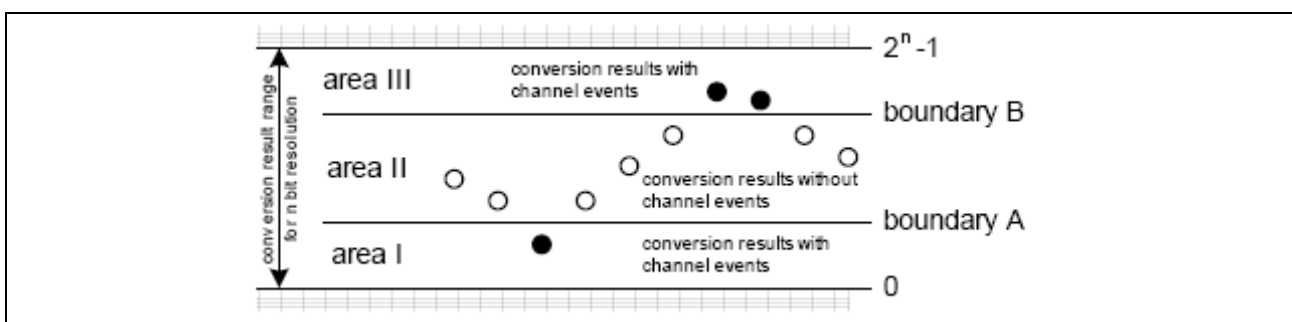 2^n -1
conversion results with
channel events
area III
boundary B
conversion result range
for n bit resolution
area II
conversion results without
channel events
boundary A
area I
conversion results with
channel events
0